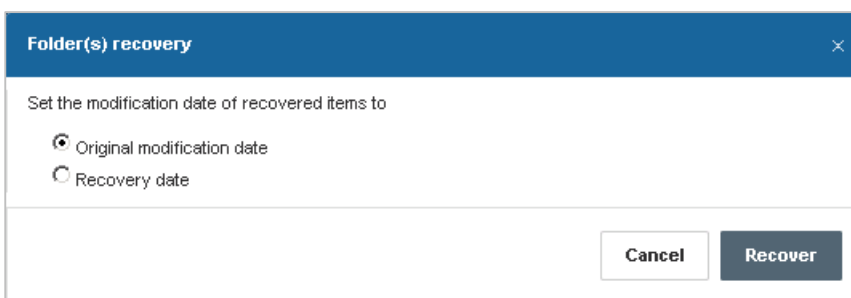 Folder(s) recovery
Set the modification date of recovered items to
Original modification date
Recovery date
Cancel Recover